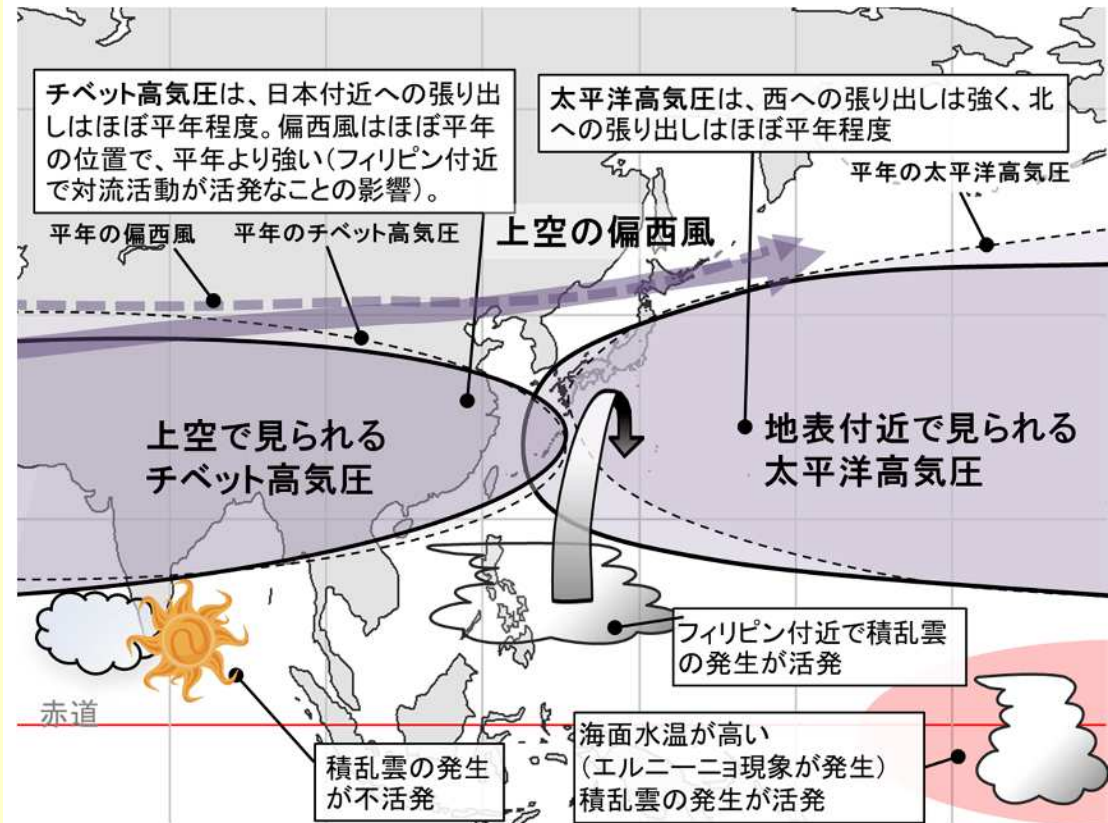 チベット高気圧は、日本付近への張り出
しはほぼ平年程度。偏西風はほぼ平年
の位置で、平年より強い(フィリピン付近
で対流活動が活発なことの影響)。
太平洋高気圧は、西への張り出しは強く、北
への張り出しはほぼ平年程度
平年の太平洋高気圧
平年の偏西風
平年のチベット高気圧
上空の偏西風
上空で見られる
チベット高気圧
地表付近で見られる
太平洋高気圧
フィリピン付近で積乱雲
の発生が活発
赤道
積乱雲の発生
が不活発
海面水温が高い
(エルニーニョ現象が発生)
積乱雲の発生が活発